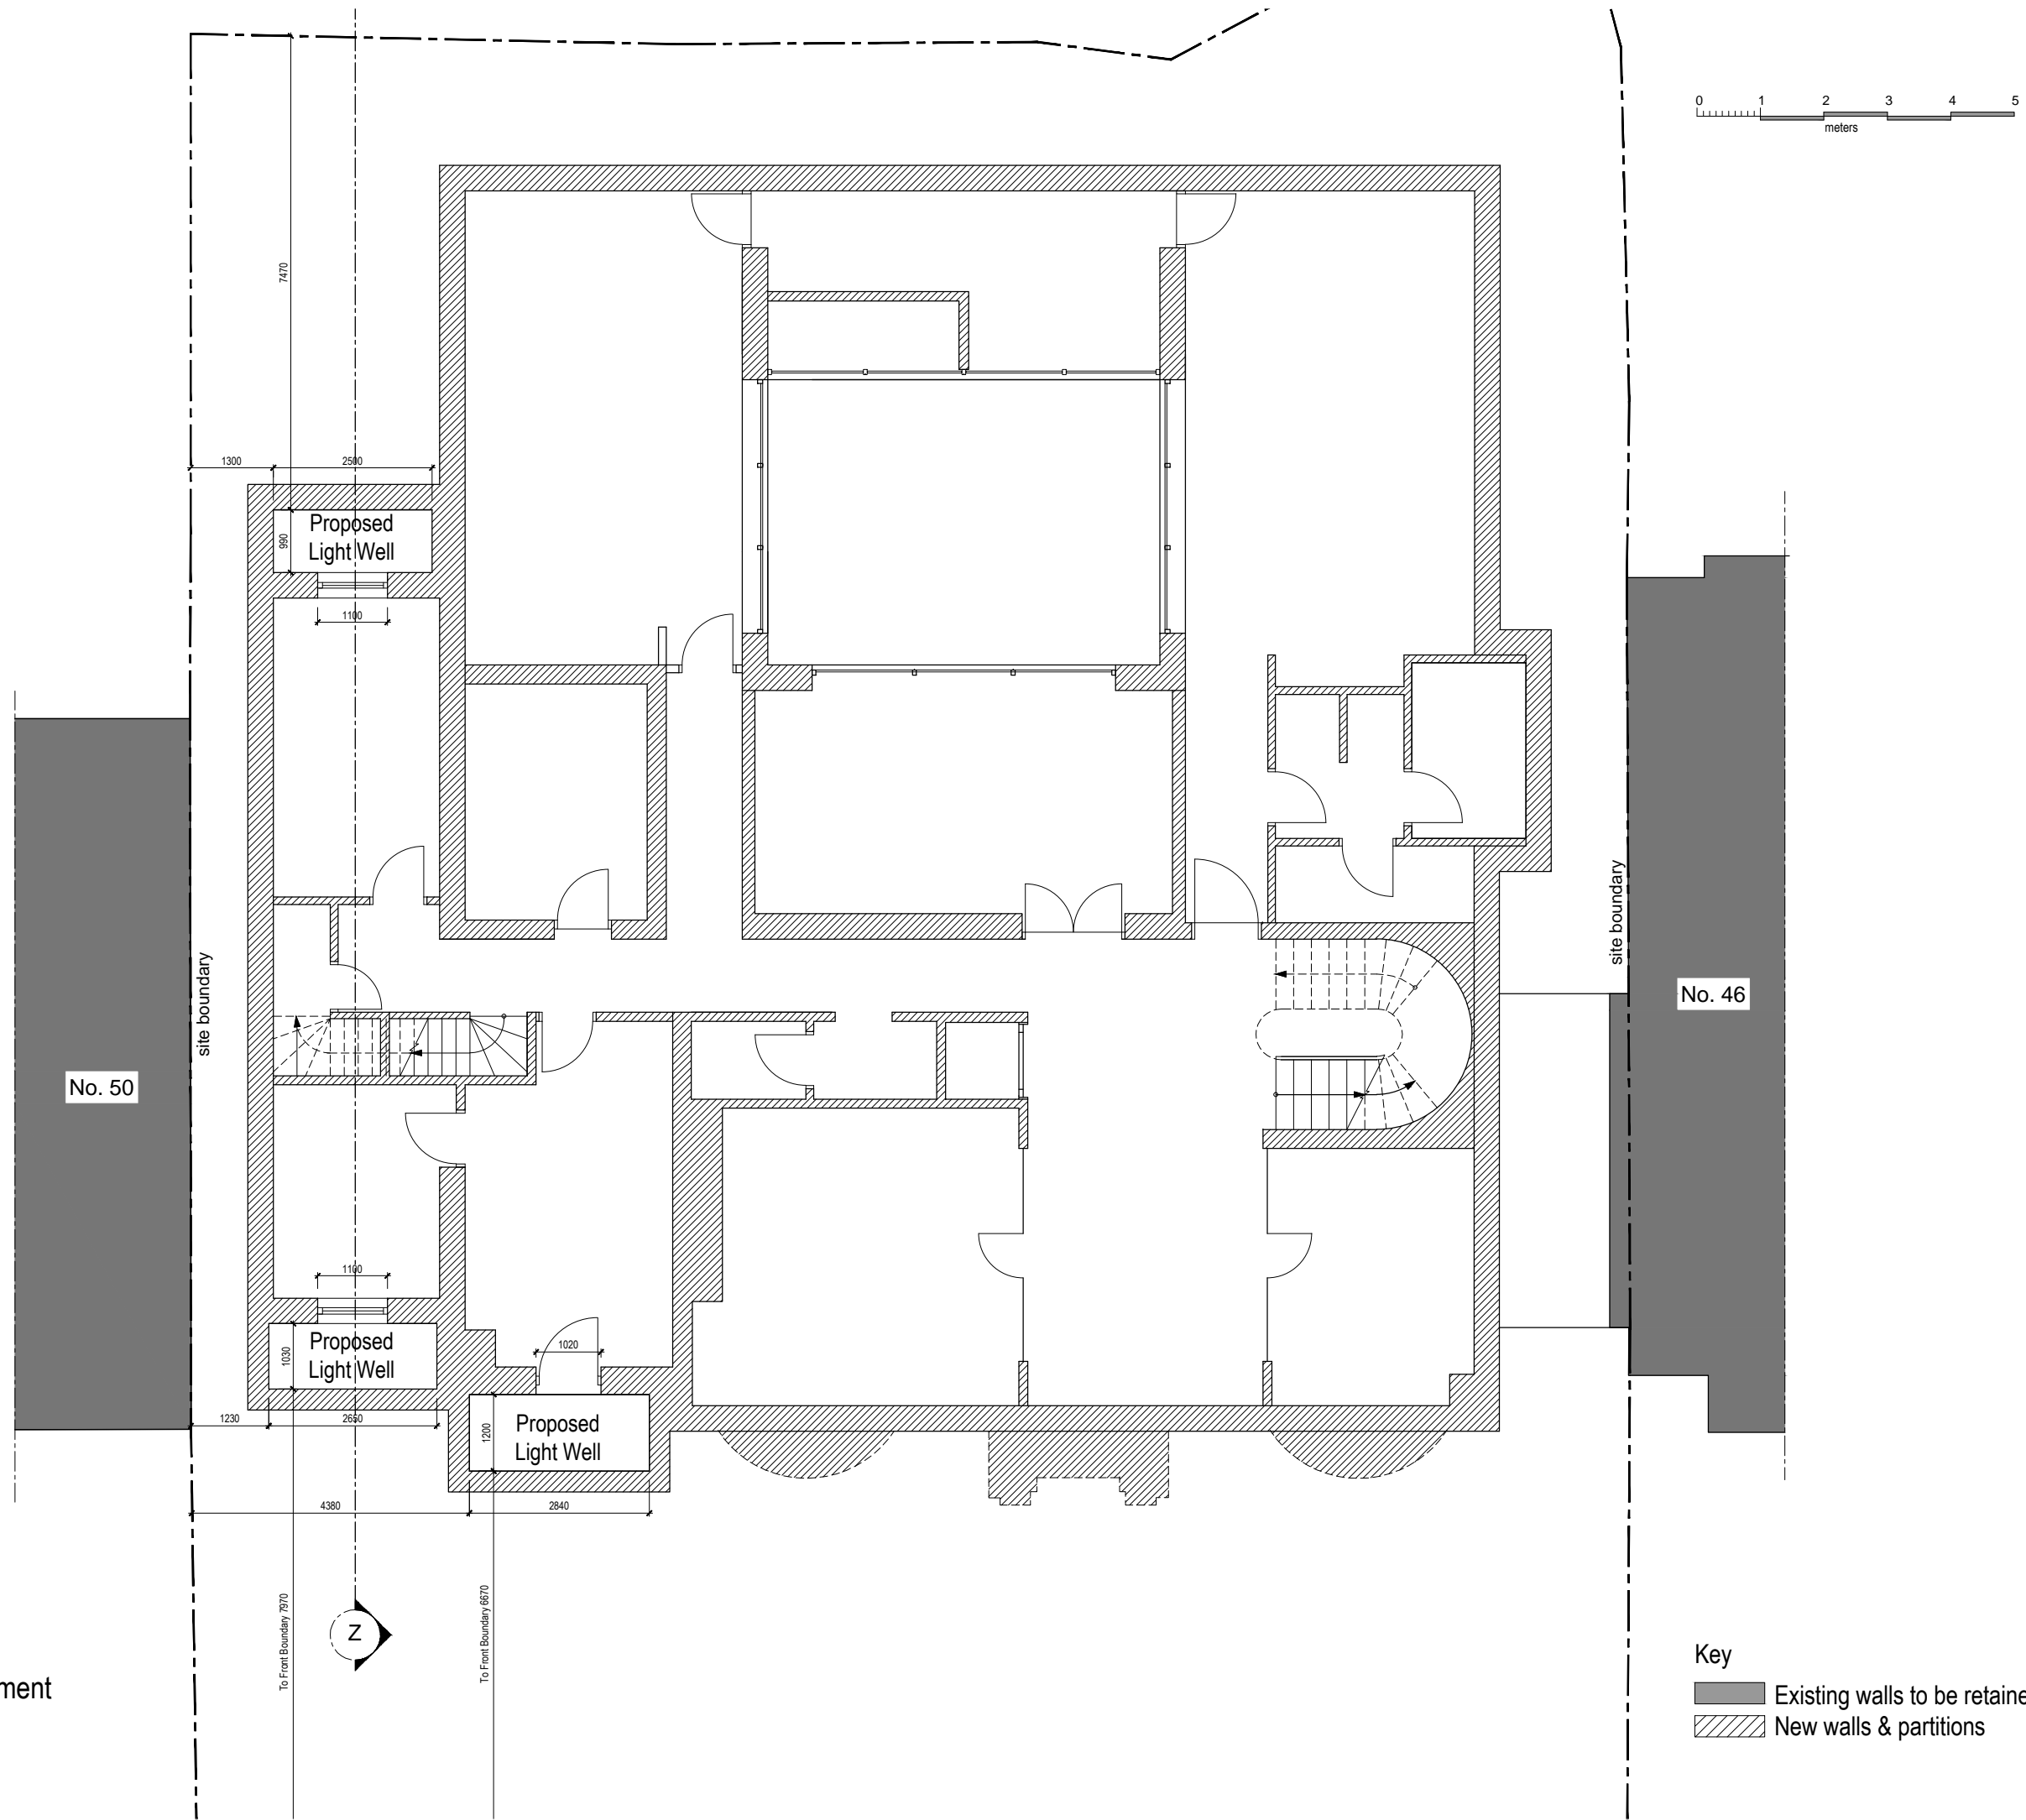 0 1 2 3 4 5
meters
7470
1300
2500
Proposed
Light Well
990
1100
site boundary
No. 50
site boundary
No. 46
1100
Proposed
Light Well
1030
1020
1230
2650
Proposed
Light Well
1200
4380
2840
To Front Boundary 7970
To Front Boundary 6670
Z
ment
Key
Existing walls to be retaine
New walls & partitions